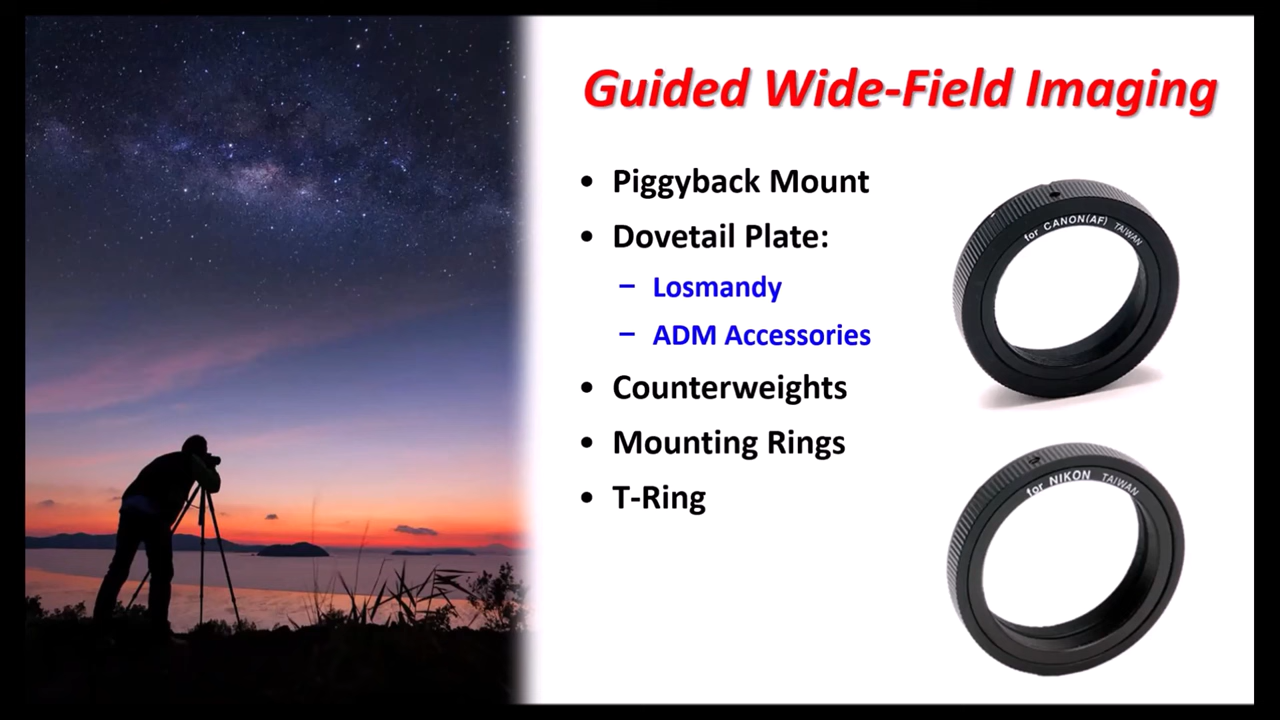 Guided Wide-Field Imaging
• Piggyback Mount
• Dovetail Plate:
– Losmandy
– ADM Accessories
• Counterweights
• Mounting Rings
• T-Ring
for CANON(AF) TAIWAN
for NIKON TAIWAN